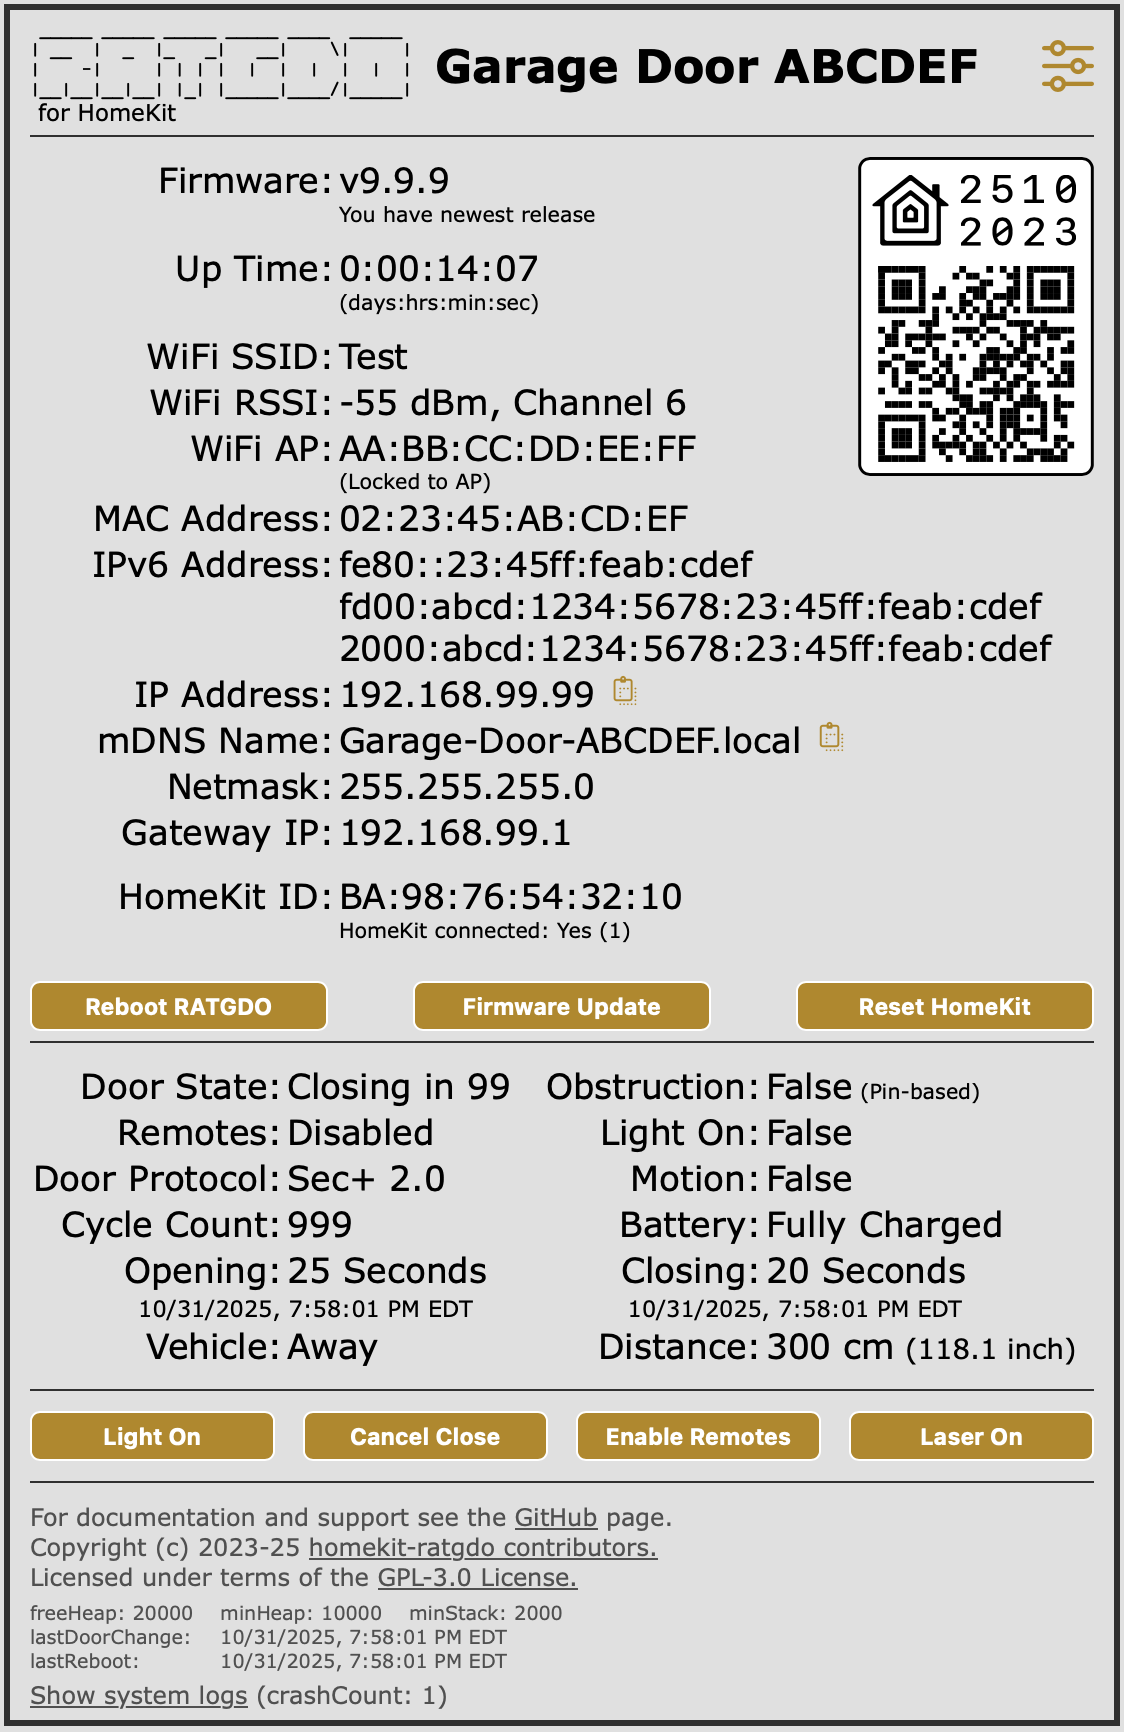 RATGDO
for HomeKit
Garage Door ABCDEF
Firmware: v9.9.9
You have newest release
2510
2023
Up Time: 0:00:14:07
(days:hrs:min:sec)
WiFi SSID: Test
WiFi RSSI: -55 dBm, Channel 6
WiFi AP: AA:BB:CC:DD:EE:FF
(Locked to AP)
MAC Address: 02:23:45:AB:CD:EF
IPv6 Address: fe80::23:45ff:feab:cdef
fd00:abcd:1234:5678:23:45ff:feab:cdef
2000:abcd:1234:5678:23:45ff:feab:cdef
IP Address: 192.168.99.99
mDNS Name: Garage-Door-ABCDEF.local
Netmask: 255.255.255.0
Gateway IP: 192.168.99.1
HomeKit ID: BA:98:76:54:32:10
HomeKit connected: Yes (1)
Reboot RATGDO Firmware Update Reset HomeKit
Door State: Closing in 99 Obstruction: False (Pin-based)
Remotes: Disabled Light On: False
Door Protocol: Sec+ 2.0 Motion: False
Cycle Count: 999 Battery: Fully Charged
Opening: 25 Seconds Closing: 20 Seconds
10/31/2025, 7:58:01 PM EDT 10/31/2025, 7:58:01 PM EDT
Vehicle: Away Distance: 300 cm (118.1 inch)
Light On Cancel Close Enable Remotes Laser On
For documentation and support see the GitHub page.
Copyright (c) 2023-25 homekit-ratgdo contributors.
Licensed under terms of the GPL-3.0 License.
freeHeap: 20000 minHeap: 10000 minStack: 2000
lastDoorChange: 10/31/2025, 7:58:01 PM EDT
lastReboot: 10/31/2025, 7:58:01 PM EDT
Show system logs (crashCount: 1)